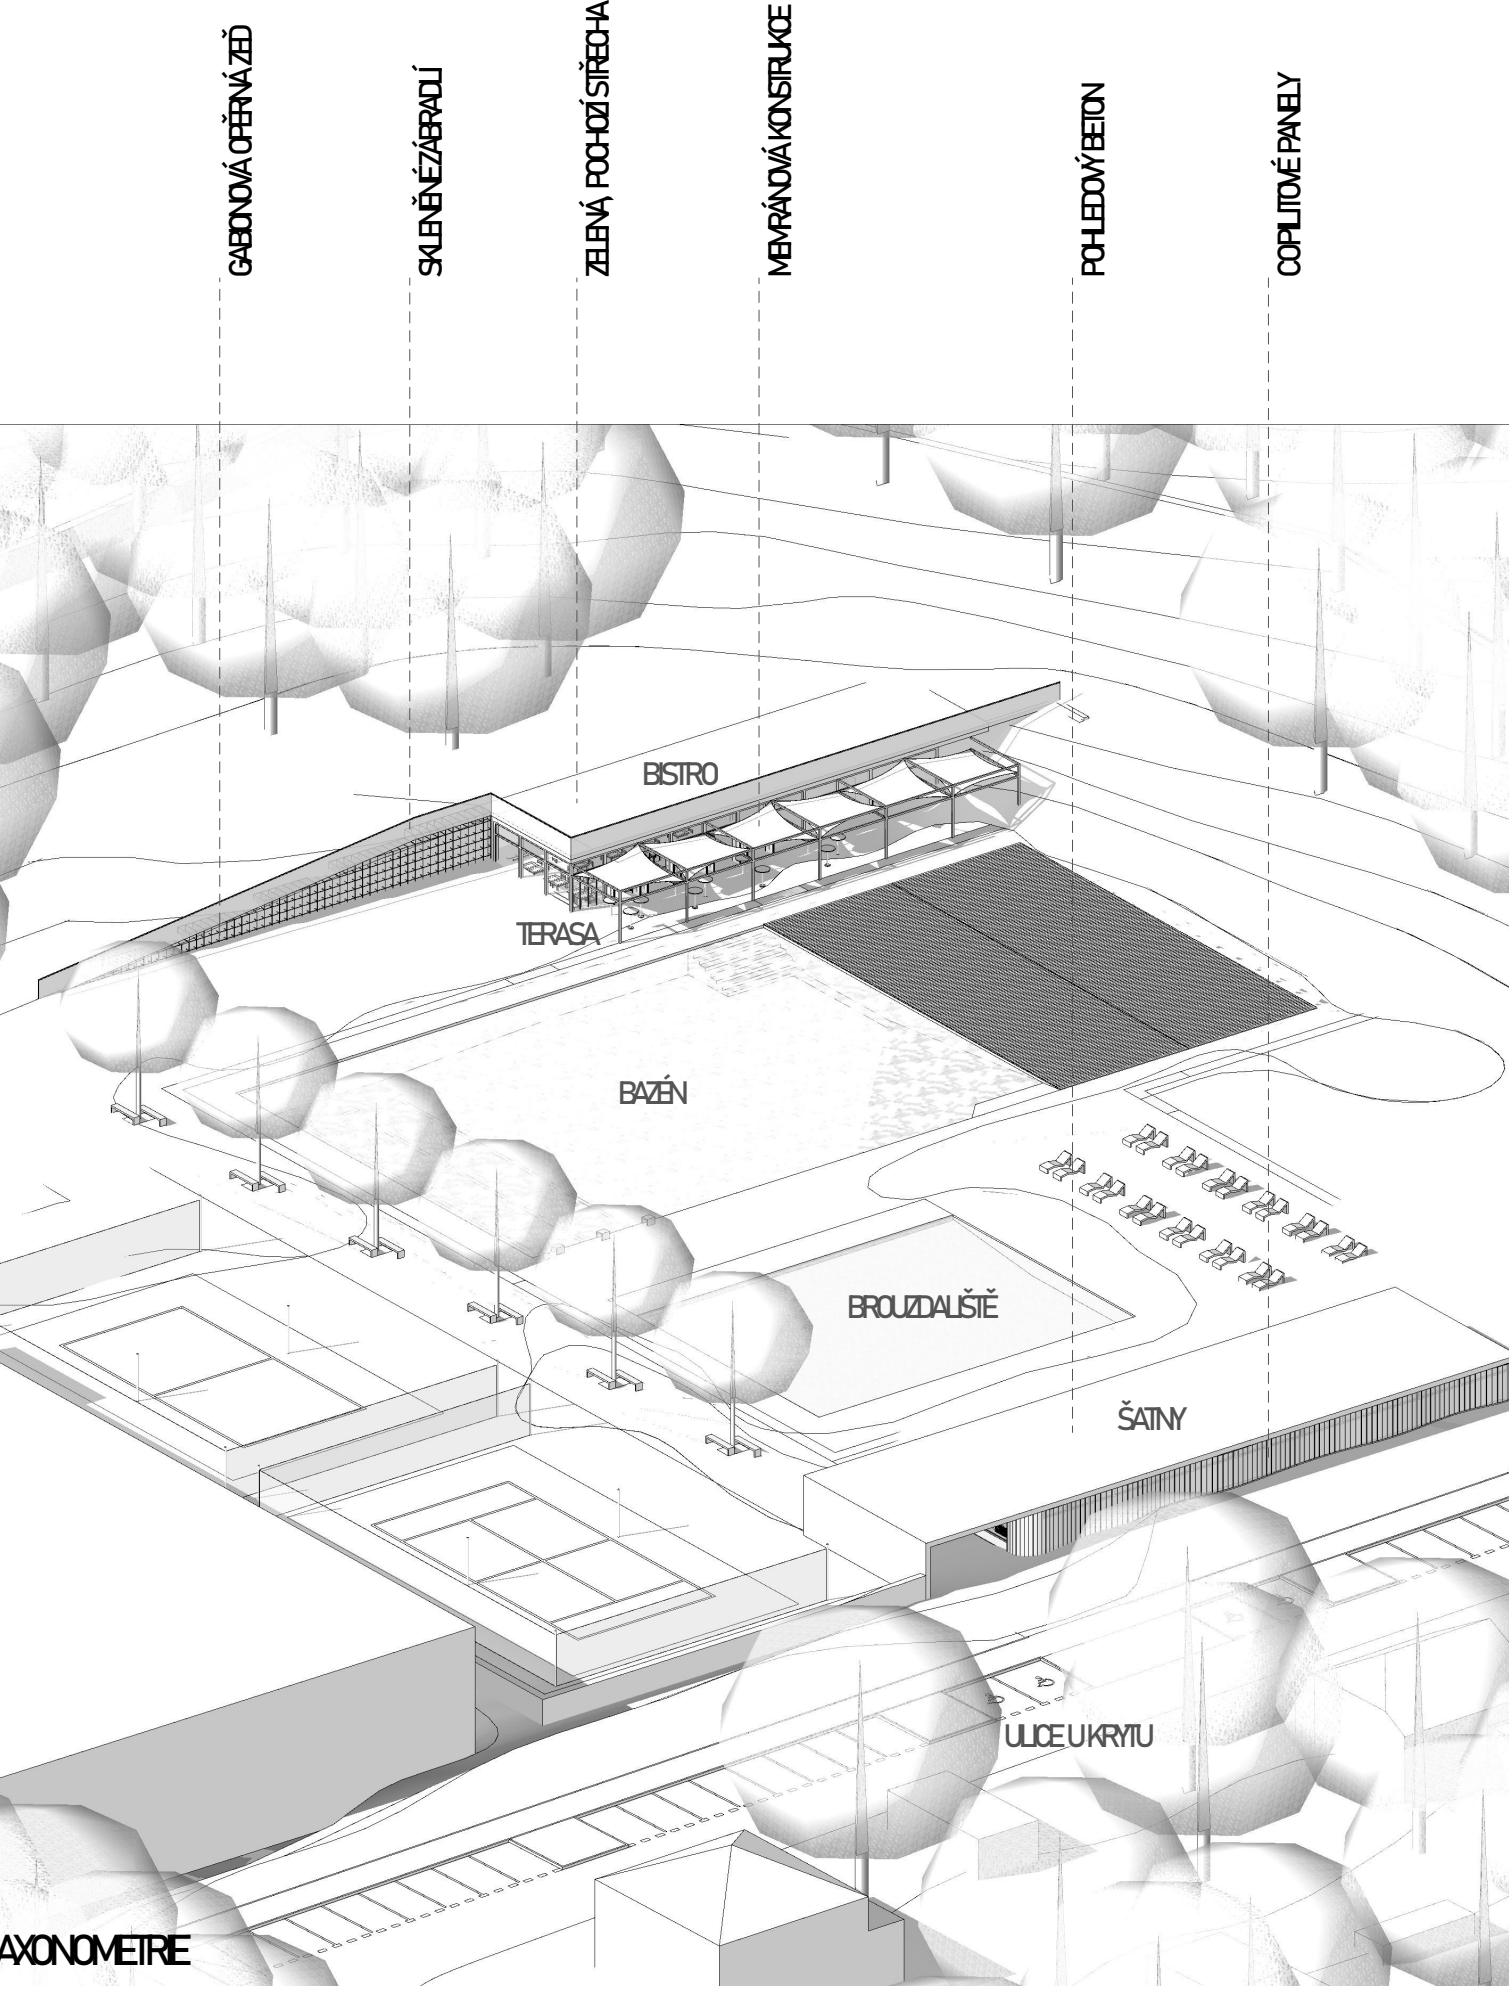 GABIONOVÁ OPĚRNÁ ZEĎ
SKLENĚNÉ ZÁBRADLÍ
ZELENÁ, POCHOZÍ STŘECHA
MEMRÁNOVÁ KONSTRUKCE
POHLEDOVÝ BETON
COPILITOVÉ PANELY
BISTRO
TERASA
BAZÉN
BROUZDALIŠTĚ
ŠATNY
ULICE U KRYTU
AXONOMETRIE